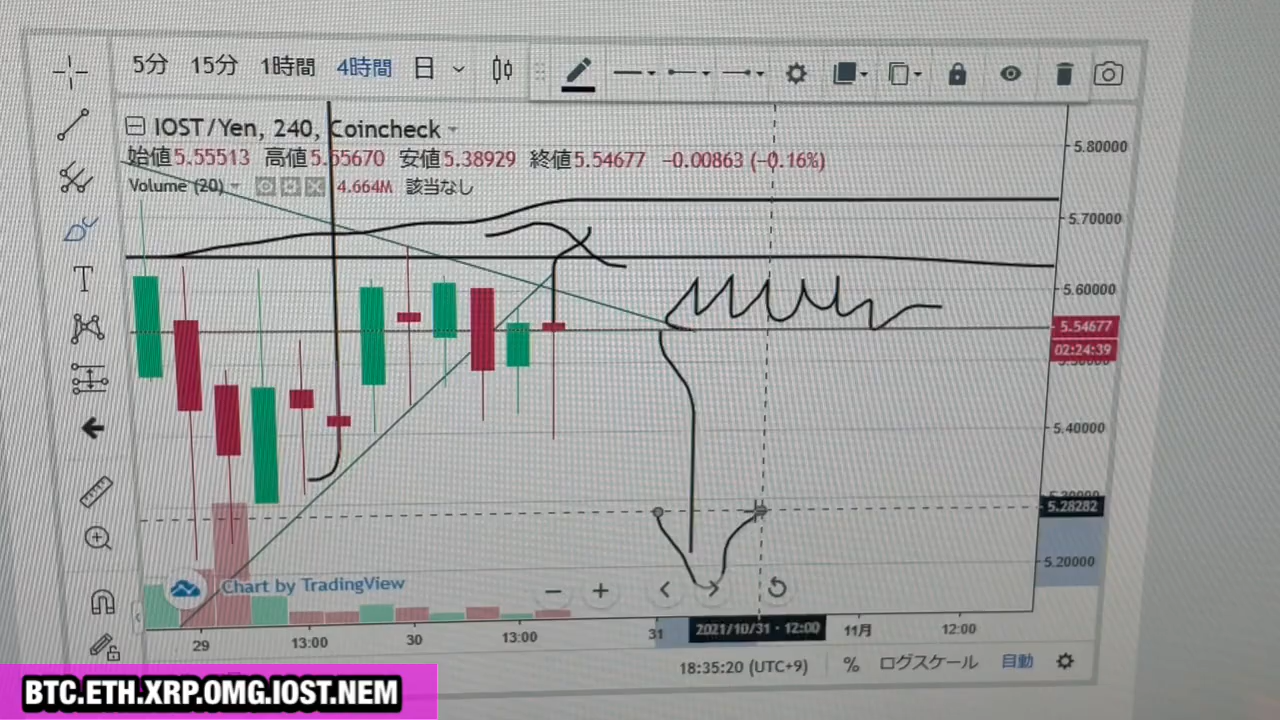 5分 15分 1時間 4時間 日
IOST/Yen, 240, Coincheck
始値5.55513 高値5.55670 安値5.38929 終値5.54677 -0.00863 (-0.16%)
Volume (20) 4.664M 該当なし
5.80000
5.70000
5.60000
5.54677
02:24:39
5.50000
5.40000
5.30000
5.28282
5.20000
T
Chart by TradingView
29 13:00 30 13:00 31 2021/10/31 - 12:00 11月 12:00
18:35:20 (UTC+9) % ログスケール 自動
BTC.ETH.XRP.OMG.IOST.NEM